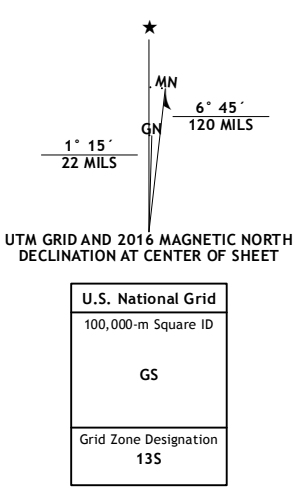 ★
MN
GN
6° 45´
120 MILS
1° 15´
22 MILS
UTM GRID AND 2016 MAGNETIC NORTH
DECLINATION AT CENTER OF SHEET
U.S. National Grid
100,000-m Square ID
GS
Grid Zone Designation
13S